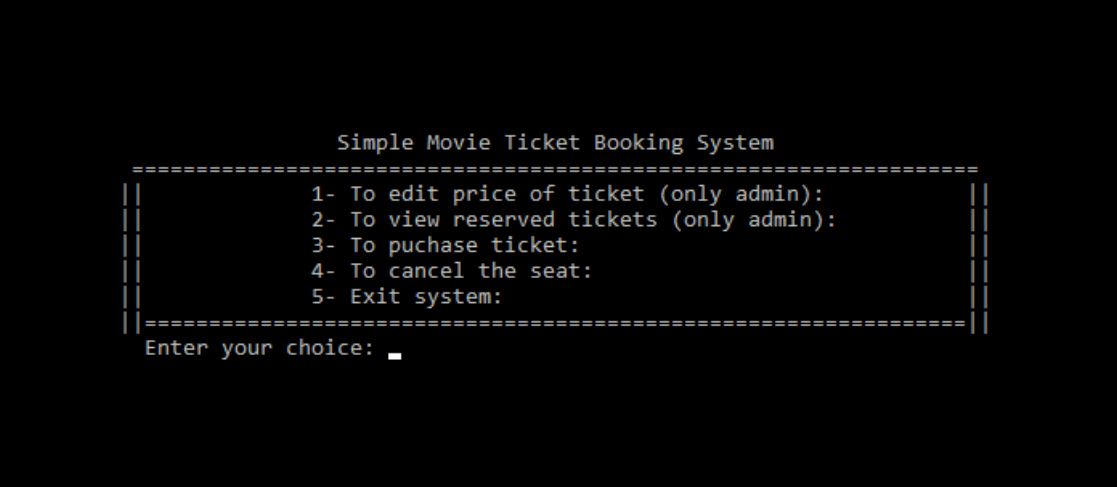 Simple Movie Ticket Booking System
==================================================================
||             1- To edit price of ticket (only admin):           ||
||             2- To view reserved tickets (only admin):          ||
||             3- To puchase ticket:                              ||
||             4- To cancel the seat:                             ||
||             5- Exit system:                                    ||
||================================================================||
Enter your choice: